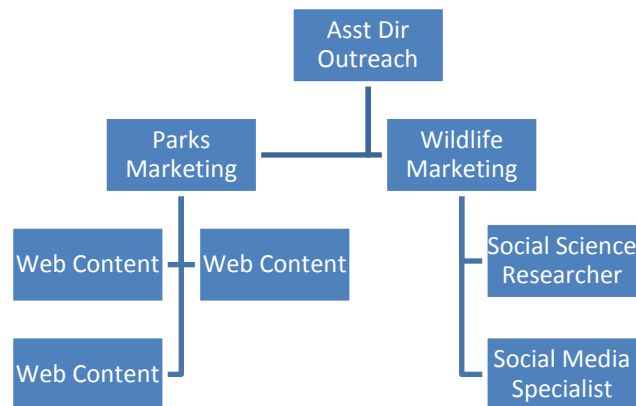 Asst Dir
Outreach
Parks
Marketing
Wildlife
Marketing
Web Content
Web Content
Social Science
Researcher
Web Content
Social Media
Specialist